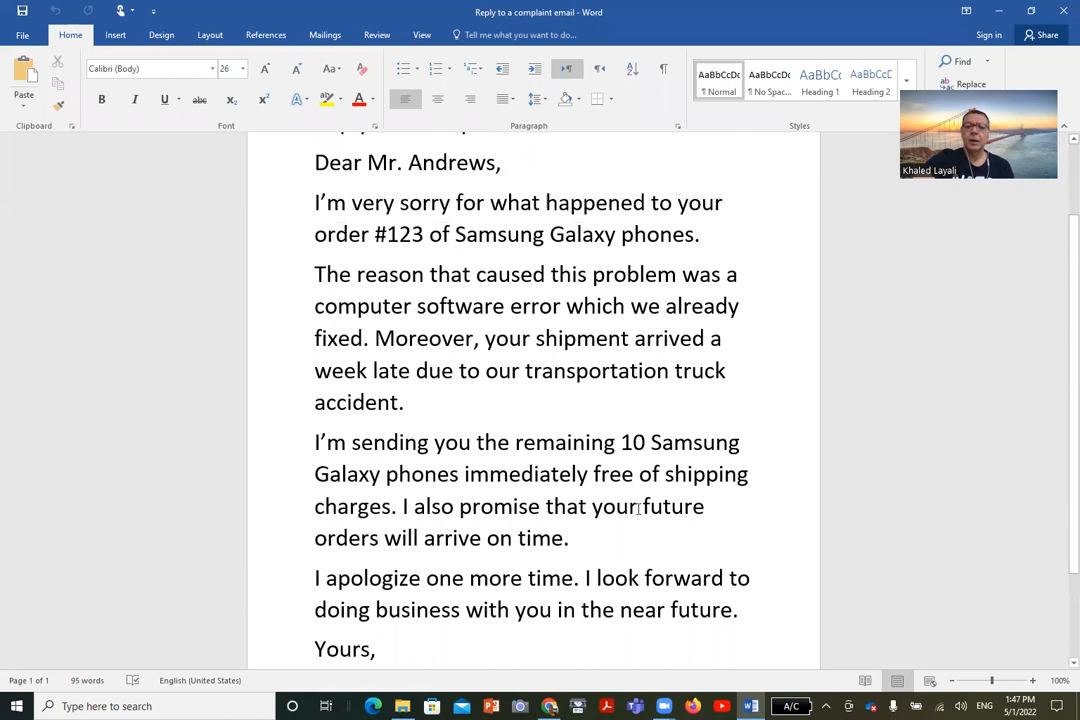 Reply to a complaint email - Word
File Home Insert Design Layout References Mailings Review View Tell me what you want to do... Sign in Share
Paste
Calibri (Body) 26
Aa
B I U abc X₂ X² A A
AaBbCcDc AaBbCcDc AaBbCc AaBbCcD
¶ Normal ¶ No Spac... Heading 1 Heading 2
Find
Replace
Clipboard Font Paragraph Styles
Khaled Layali
Dear Mr. Andrews,
I’m very sorry for what happened to your
order #123 of Samsung Galaxy phones.
The reason that caused this problem was a
computer software error which we already
fixed. Moreover, your shipment arrived a
week late due to our transportation truck
accident.
I’m sending you the remaining 10 Samsung
Galaxy phones immediately free of shipping
charges. I also promise that your future
orders will arrive on time.
I apologize one more time. I look forward to
doing business with you in the near future.
Yours,
Page 1 of 1 95 words English (United States) 100%
Type here to search
A/C
ENG
1:47 PM
5/1/2022